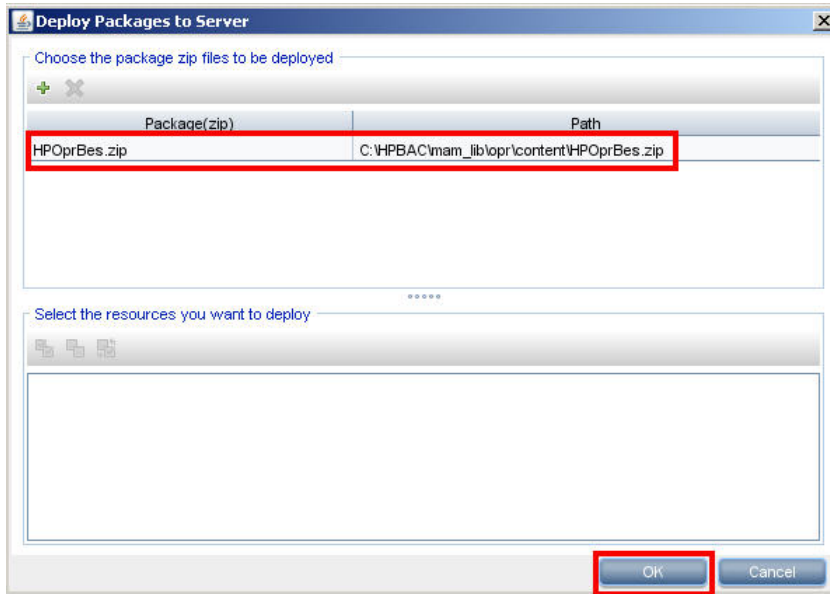 Deploy Packages to Server
Choose the package zip files to be deployed
Package(zip) Path
HPOprBes.zip C:\HPBAC\mam_lib\opr\content\HPOprBes.zip
Select the resources you want to deploy
OK Cancel